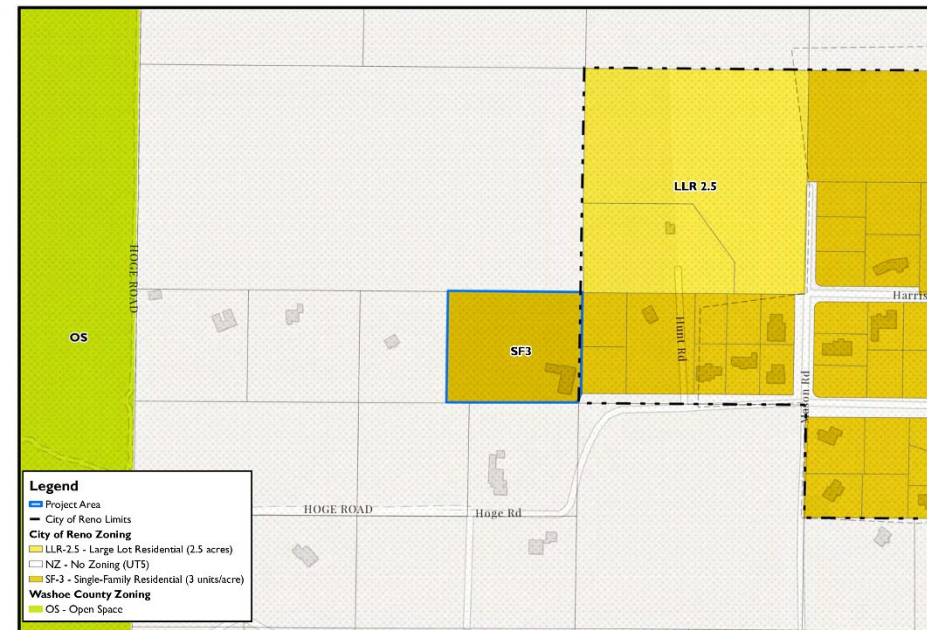 LLR 2.5
HOGE ROAD
Harris
OS
SF3
Hunt Rd
Mason Rd
HOGE ROAD
Hoge Rd
Legend
Project Area
City of Reno Limits
City of Reno Zoning
LLR-2.5 - Large Lot Residential (2.5 acres)
NZ - No Zoning (UT5)
SF-3 - Single-Family Residential (3 units/acre)
Washoe County Zoning
OS - Open Space